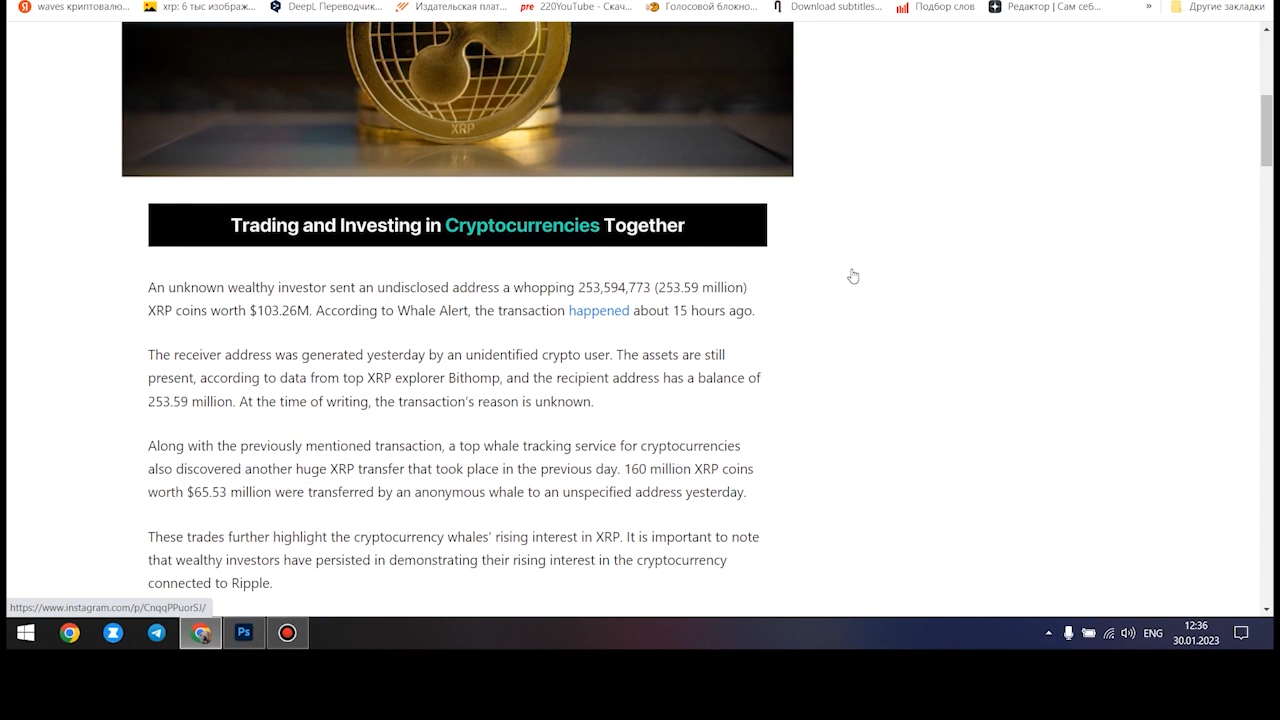 waves криптовалю...
xrp: 6 тыс изображ...
DeepL Переводчик...
Издательская плат...
pre 220YouTube - Скач...
Голосовой блокно...
Download subtitles...
Подбор слов
Редактор | Сам себ...
»
Другие закладки
XRP
Trading and Investing in Cryptocurrencies Together
An unknown wealthy investor sent an undisclosed address a whopping 253,594,773 (253.59 million)
XRP coins worth $103.26M. According to Whale Alert, the transaction happened about 15 hours ago.
The receiver address was generated yesterday by an unidentified crypto user. The assets are still
present, according to data from top XRP explorer Bithomp, and the recipient address has a balance of
253.59 million. At the time of writing, the transaction's reason is unknown.
Along with the previously mentioned transaction, a top whale tracking service for cryptocurrencies
also discovered another huge XRP transfer that took place in the previous day. 160 million XRP coins
worth $65.53 million were transferred by an anonymous whale to an unspecified address yesterday.
These trades further highlight the cryptocurrency whales' rising interest in XRP. It is important to note
that wealthy investors have persisted in demonstrating their rising interest in the cryptocurrency
connected to Ripple.
https://www.instagram.com/p/CnqqPPuorSJ/
Ps
ENG
12:36
30.01.2023